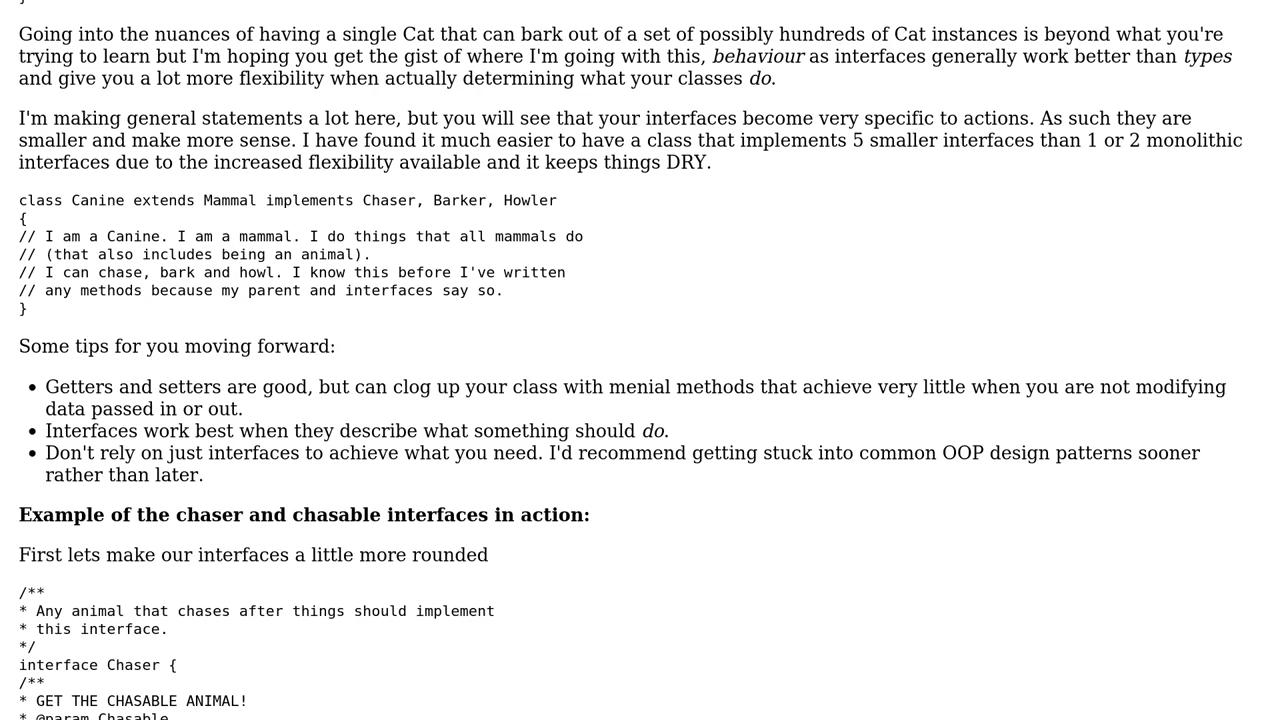 }
Going into the nuances of having a single Cat that can bark out of a set of possibly hundreds of Cat instances is beyond what you're
trying to learn but I'm hoping you get the gist of where I'm going with this, behaviour as interfaces generally work better than types
and give you a lot more flexibility when actually determining what your classes do.
I'm making general statements a lot here, but you will see that your interfaces become very specific to actions. As such they are
smaller and make more sense. I have found it much easier to have a class that implements 5 smaller interfaces than 1 or 2 monolithic
interfaces due to the increased flexibility available and it keeps things DRY.
class Canine extends Mammal implements Chaser, Barker, Howler
{
// I am a Canine. I am a mammal. I do things that all mammals do
// (that also includes being an animal).
// I can chase, bark and howl. I know this before I've written
// any methods because my parent and interfaces say so.
}
Some tips for you moving forward:
• Getters and setters are good, but can clog up your class with menial methods that achieve very little when you are not modifying
data passed in or out.
• Interfaces work best when they describe what something should do.
• Don't rely on just interfaces to achieve what you need. I'd recommend getting stuck into common OOP design patterns sooner
rather than later.
Example of the chaser and chasable interfaces in action:
First lets make our interfaces a little more rounded
/**
* Any animal that chases after things should implement
* this interface.
*/
interface Chaser {
/**
* GET THE CHASABLE ANIMAL!
* @param Chasable